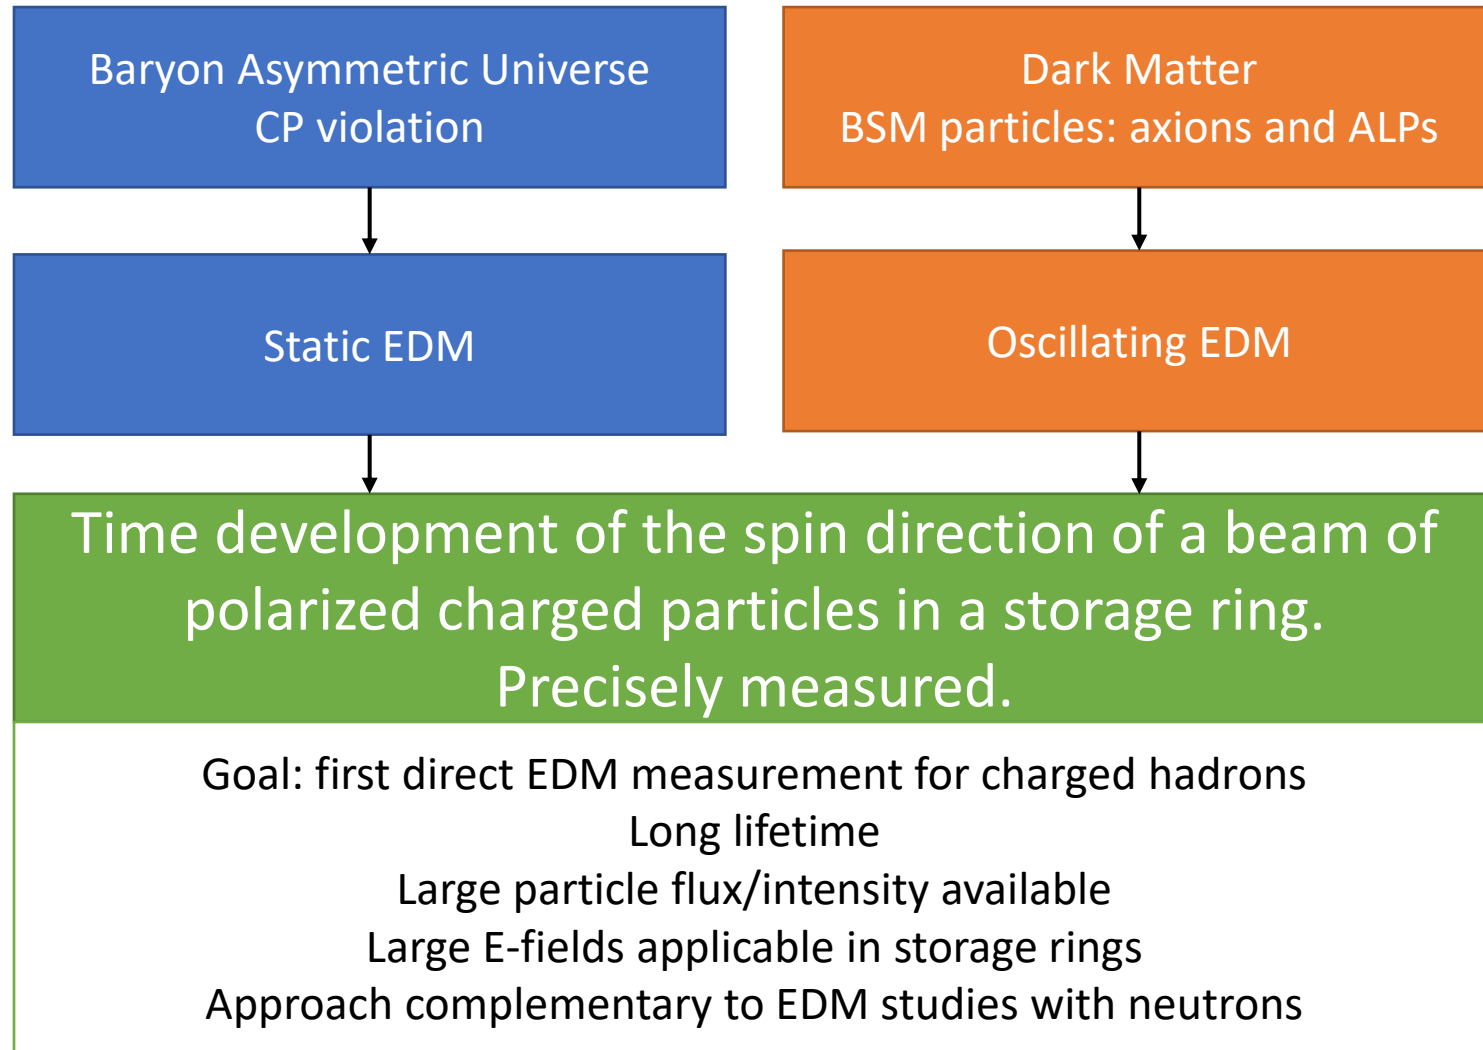 Baryon Asymmetric Universe
CP violation
Dark Matter
BSM particles: axions and ALPs
Static EDM
Oscillating EDM
Time development of the spin direction of a beam of
polarized charged particles in a storage ring.
Precisely measured.
Goal: first direct EDM measurement for charged hadrons
Long lifetime
Large particle flux/intensity available
Large E-fields applicable in storage rings
Approach complementary to EDM studies with neutrons